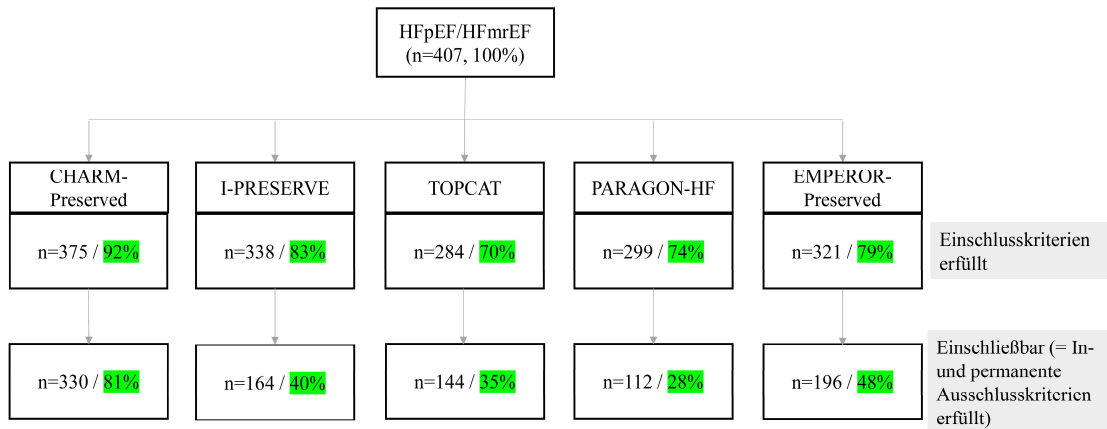 HFpEF/HFmrEF
(n=407, 100%)
CHARM-
Preserved
I-PRESERVE
TOPCAT
PARAGON-HF
EMPEROR-
Preserved
n=375 / 92%
n=338 / 83%
n=284 / 70%
n=299 / 74%
n=321 / 79%
Einschlusskriterien
erfüllt
n=330 / 81%
n=164 / 40%
n=144 / 35%
n=112 / 28%
n=196 / 48%
Einschließbar (= In-
und permanente
Ausschlusskriterien
erfüllt)